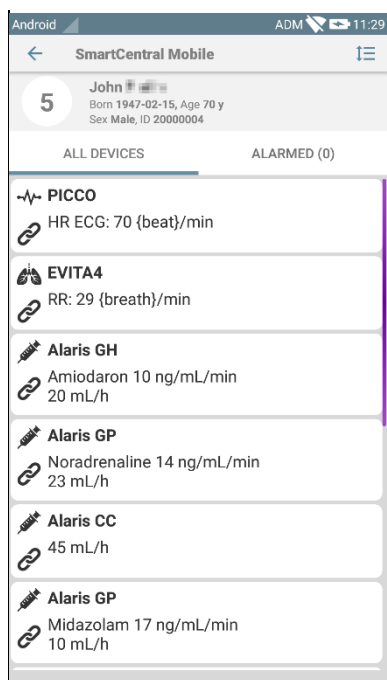 Android ADM 11:29
SmartCentral Mobile
5
John
Born 1947-02-15, Age 70 y
Sex Male, ID 20000004
ALL DEVICES ALARMED (0)
PICCO
HR ECG: 70 {beat}/min
EVITA4
RR: 29 {breath}/min
Alaris GH
Amiodaron 10 ng/mL/min
20 mL/h
Alaris GP
Noradrenaline 14 ng/mL/min
23 mL/h
Alaris CC
45 mL/h
Alaris GP
Midazolam 17 ng/mL/min
10 mL/h